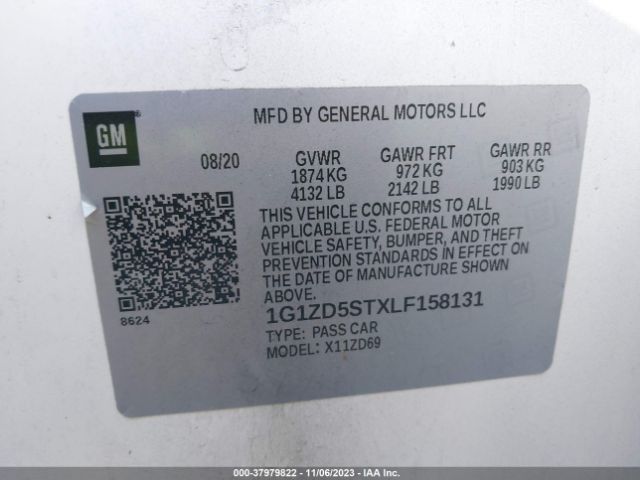 GM
MFD BY GENERAL MOTORS LLC
08/20 GVWR GAWR FRT GAWR RR
1874 KG 972 KG 903 KG
4132 LB 2142 LB 1990 LB
THIS VEHICLE CONFORMS TO ALL
APPLICABLE U.S. FEDERAL MOTOR
VEHICLE SAFETY, BUMPER, AND THEFT
PREVENTION STANDARDS IN EFFECT ON
THE DATE OF MANUFACTURE SHOWN
ABOVE.
8624
1G1ZD5STXLF158131
TYPE: PASS CAR
MODEL: X11ZD69
000-37979822 - 11/06/2023 - IAA Inc.